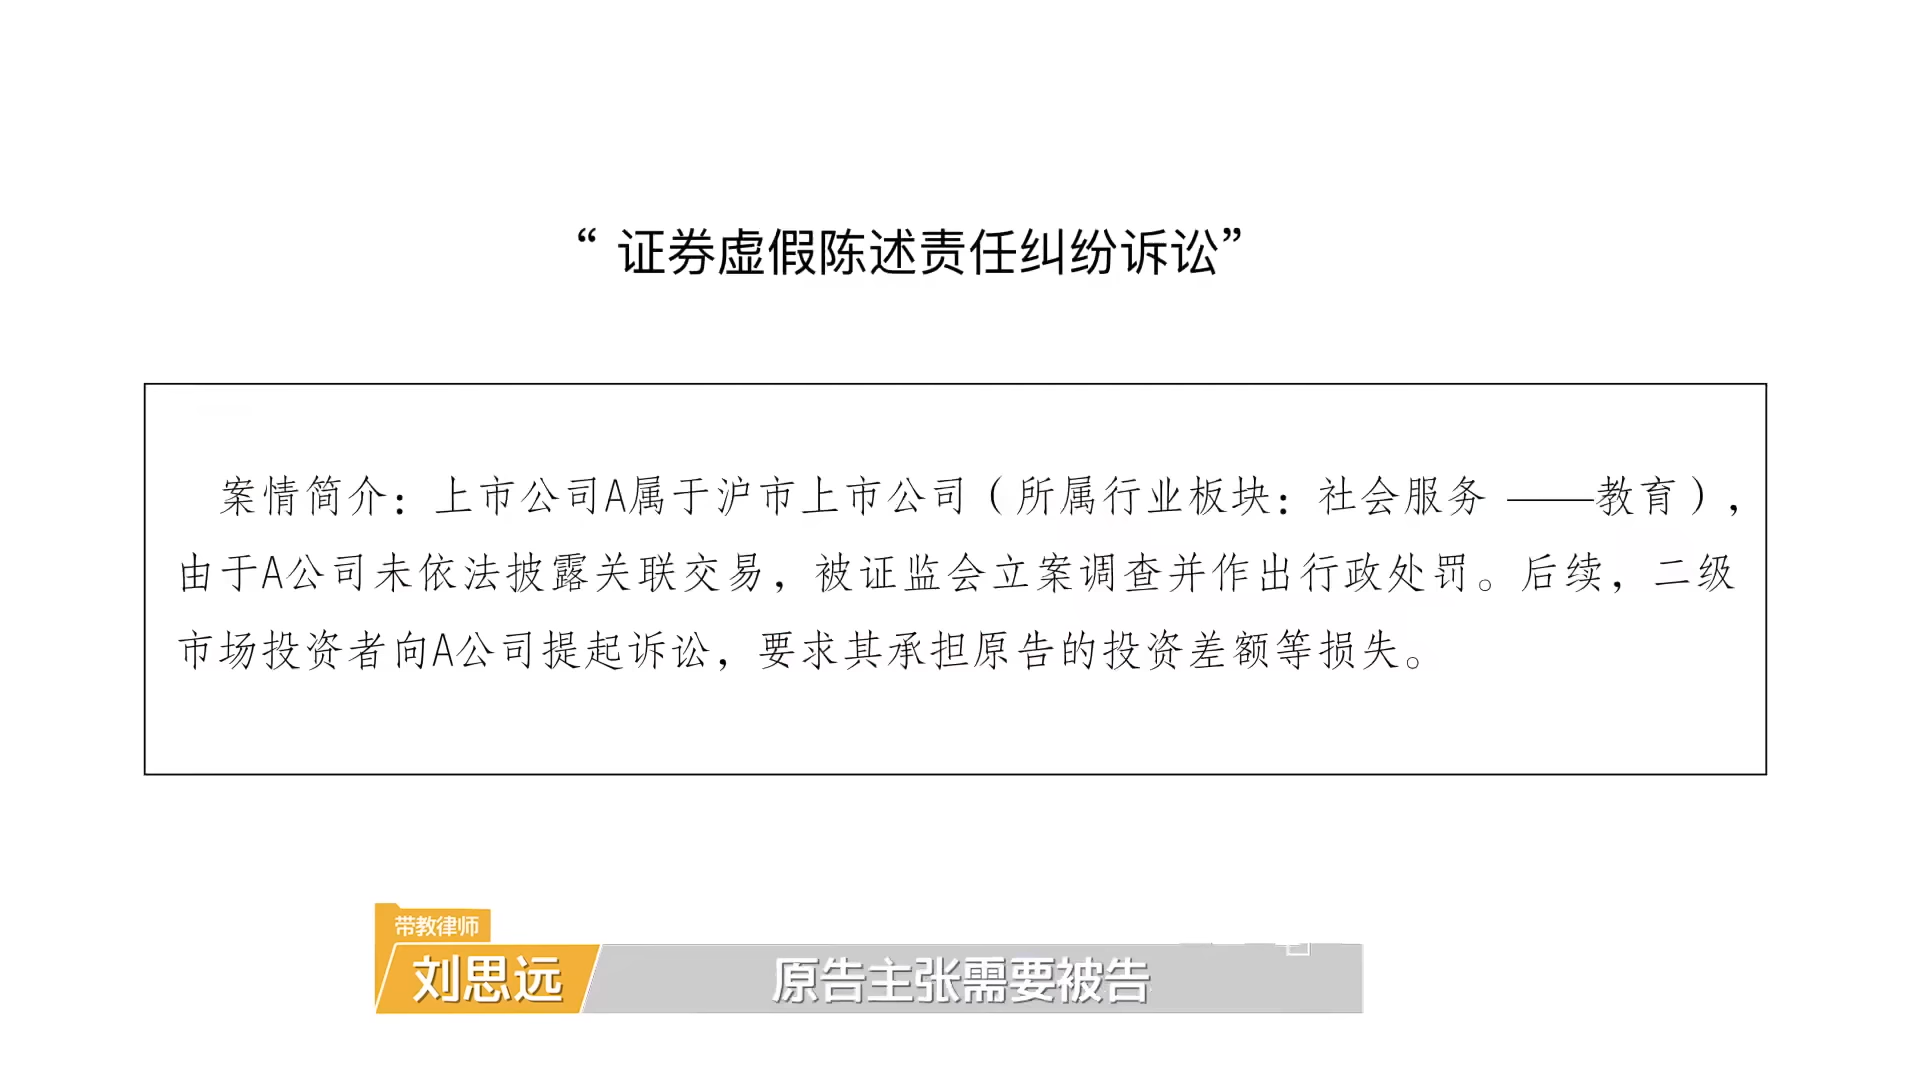 “ 证券虚假陈述责任纠纷诉讼”
案情简介：上市公司A属于沪市上市公司（所属行业板块：社会服务 ——教育），
由于A公司未依法披露关联交易，被证监会立案调查并作出行政处罚。后续，二级
市场投资者向A公司提起诉讼，要求其承担原告的投资差额等损失。
带教律师
刘思远
原告主张需要被告